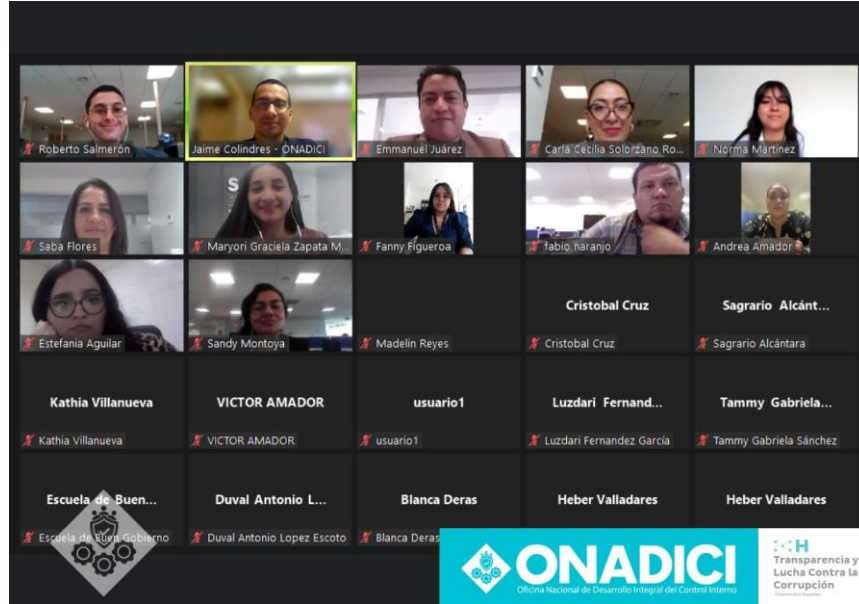 Roberto Salmerón
Jaime Colindres - ONADICI
Emmanuel Juárez
Carla Cecilia Solorzano Ro...
Norma Martinez
Saba Flores
Maryori Graciela Zapata M...
Fanny Figueroa
fabio naranjo
Andrea Amador
Estefania Aguilar
Sandy Montoya
Madelin Reyes
Cristobal Cruz
Cristobal Cruz
Sagrario Alcánt...
Sagrario Alcántara
Kathia Villanueva
Kathia Villanueva
VICTOR AMADOR
VICTOR AMADOR
usuario1
usuario1
Luzdari Fernand...
Luzdari Fernandez García
Tammy Gabriela...
Tammy Gabriela Sánchez
Escuela de Buen...
Escuela de Buen Gobierno
Duval Antonio L...
Duval Antonio Lopez Escoto
Blanca Deras
Blanca Deras
Heber Valladares
Heber Valladares
ONADICI
Oficina Nacional de Desarrollo Integral del Control Interno
H
Transparencia y
Lucha Contra la
Corrupción